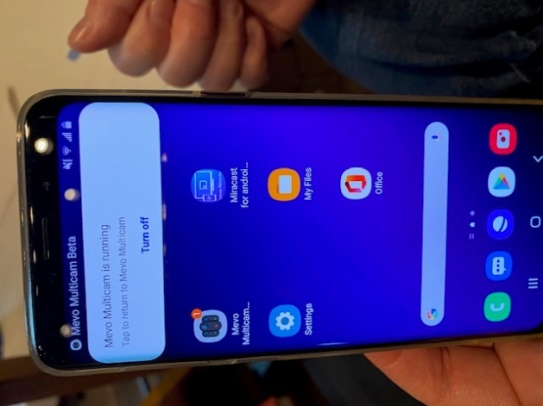 Mevo Multicam Beta
Mevo Multicam is running
Tap to return to Mevo Multicam
Turn off
Mevo
Multicam...
Miracast
for androi...
Settings
My Files
Office